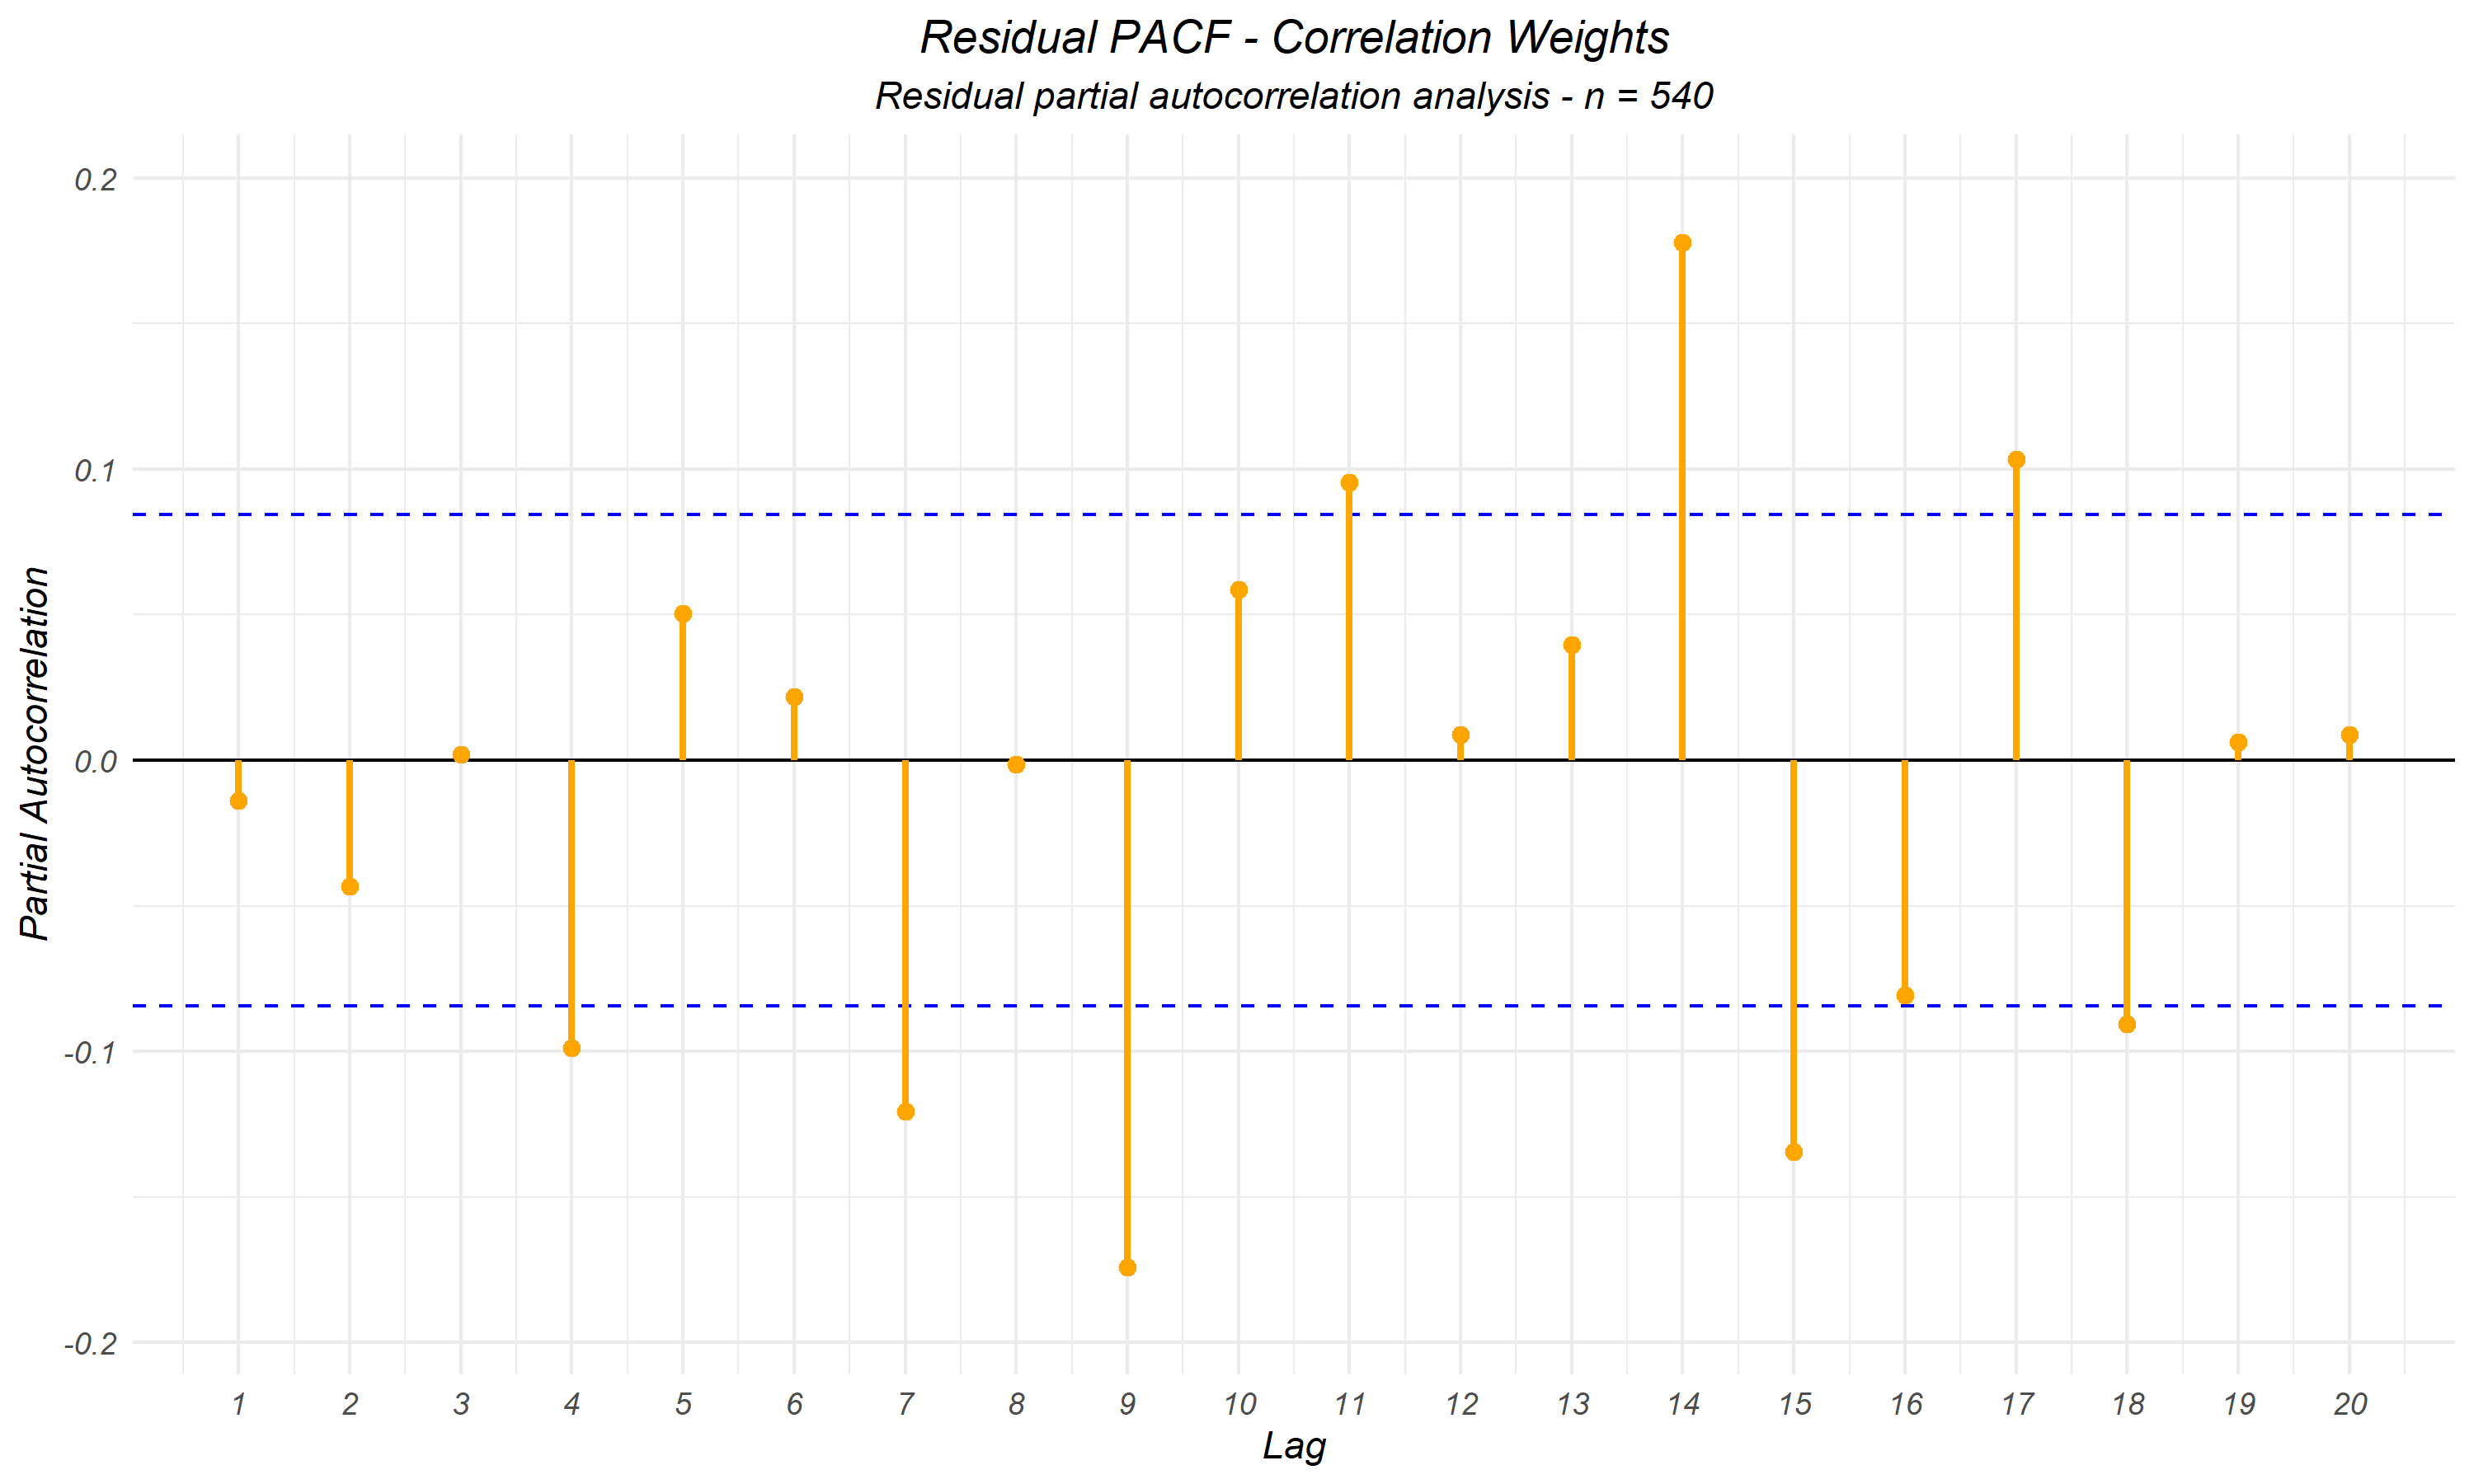 Residual PACF - Correlation Weights
Residual partial autocorrelation analysis - n = 540
Partial Autocorrelation
0.2
0.1
0.0
-0.1
-0.2
1 2 3 4 5 6 7 8 9 10 11 12 13 14 15 16 17 18 19 20
Lag